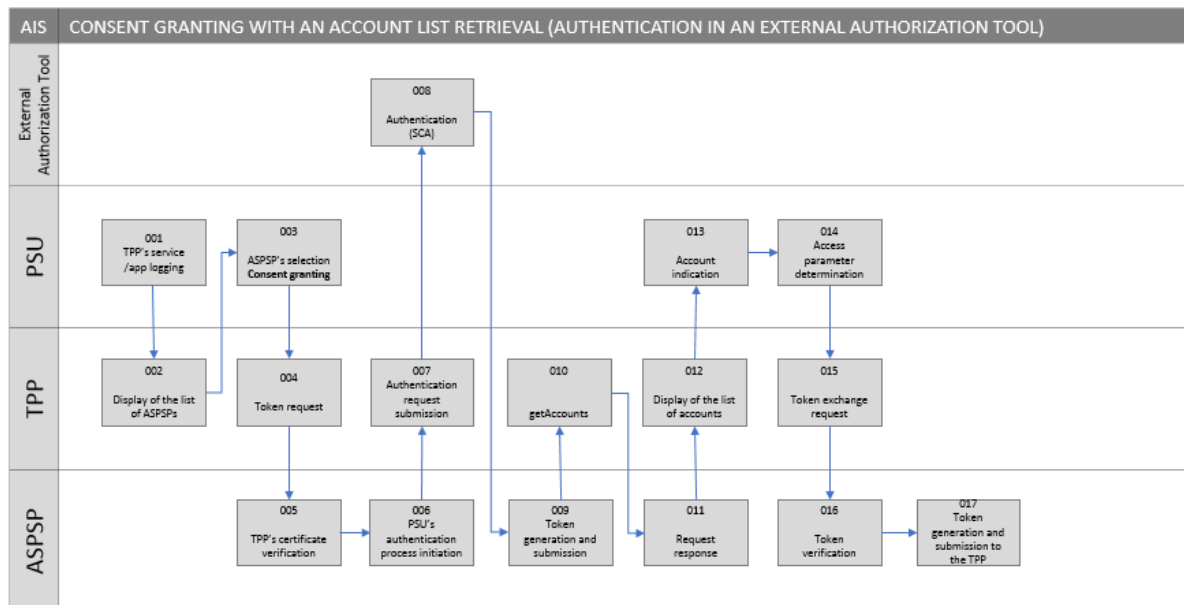 AIS CONSENT GRANTING WITH AN ACCOUNT LIST RETRIEVAL (AUTHENTICATION IN AN EXTERNAL AUTHORIZATION TOOL)
External
Authorization Tool
008
Authentication
(SCA)
PSU
001
TPP's service
/app logging
003
ASPSP's selection
Consent granting
013
Account
indication
014
Access
parameter
determination
TPP
002
Display of the list
of ASPSPs
004
Token request
007
Authentication
request
submission
010
getAccounts
012
Display of the list
of accounts
015
Token exchange
request
ASPSP
005
TPP's certificate
verification
006
PSU's
authentication
process initiation
009
Token
generation and
submission
011
Request
response
016
Token
verification
017
Token
generation and
submission to
the TPP